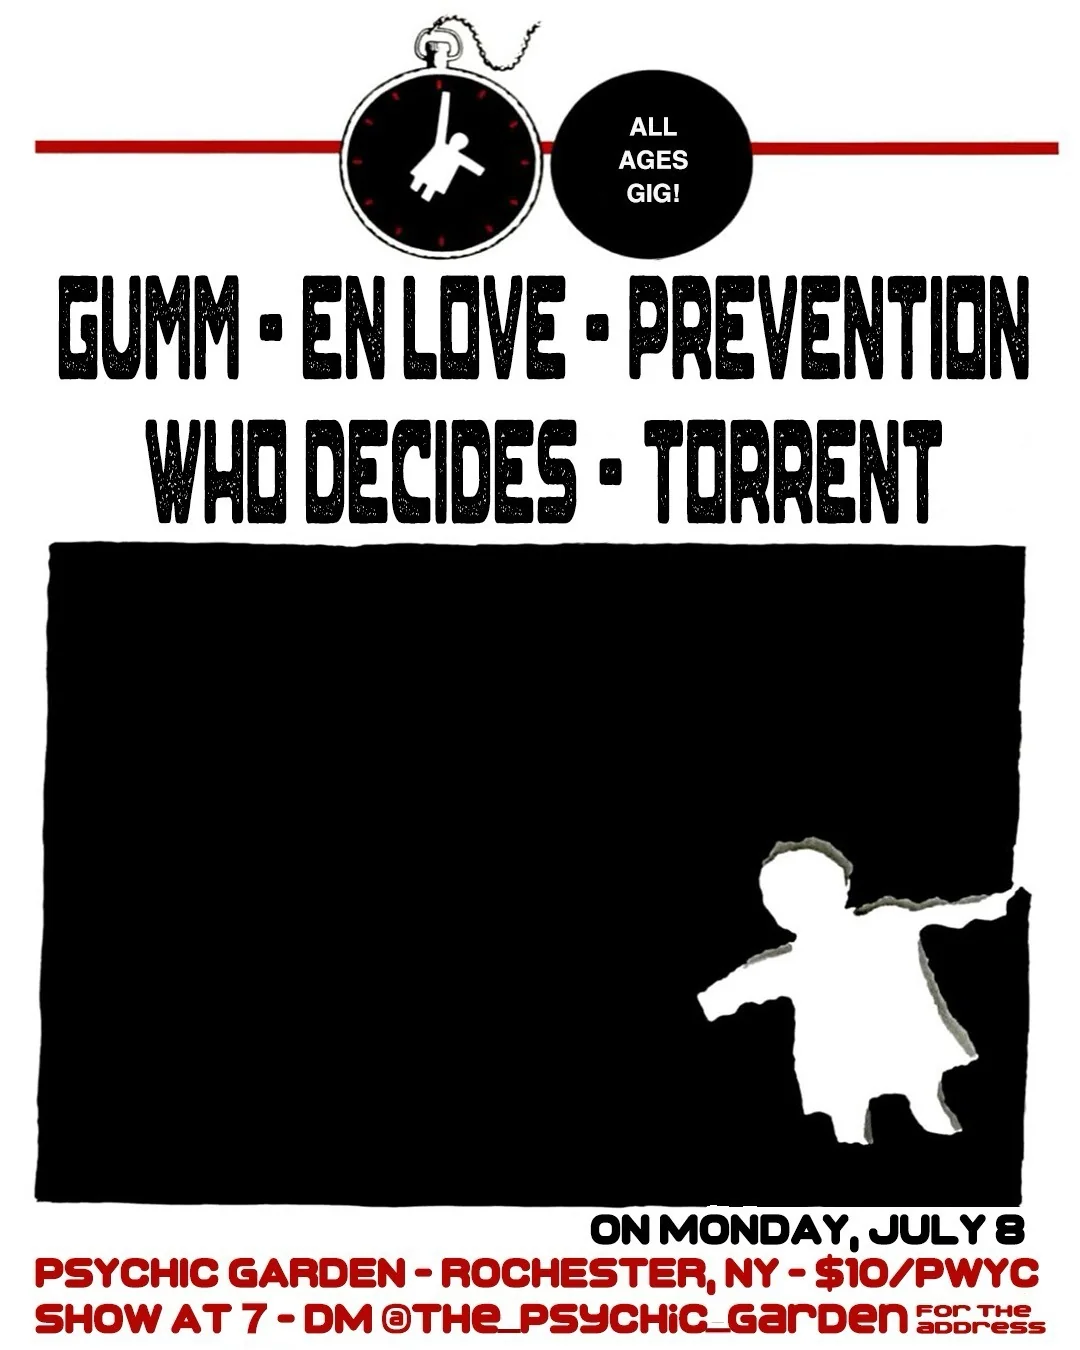 ALL
AGES
GIG!
GUMM - EN LOVE - PREVENTION
WHO DECIDES - TORRENT
ON MONDAY, JULY 8
PSYCHIC GARDEN - ROCHESTER, NY - $10/PWYC
SHOW AT 7 - DM @THe_PSYCHiC_GarDen FOr THe aDDress